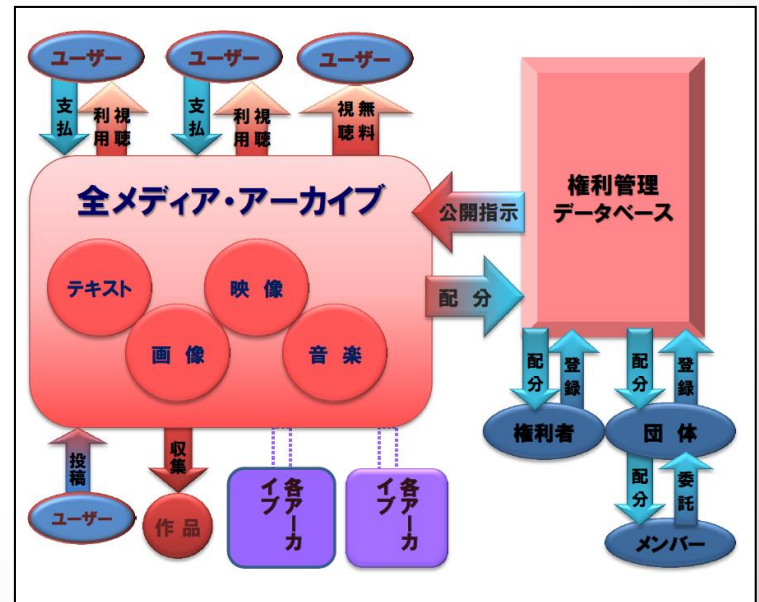 ユーザー
ユーザー
ユーザー
支払
視聴
利用
支払
視聴
利用
無料
視聴
全メディア・アーカイブ
テキスト
映 像
画 像
音 楽
公開指示
配 分
権利管理
データベース
配分
登録
配分
登録
権利者
団 体
配分
委託
メンバー
投稿
ユーザー
収集
作 品
各アーカ
イブ
各アーカ
イブ